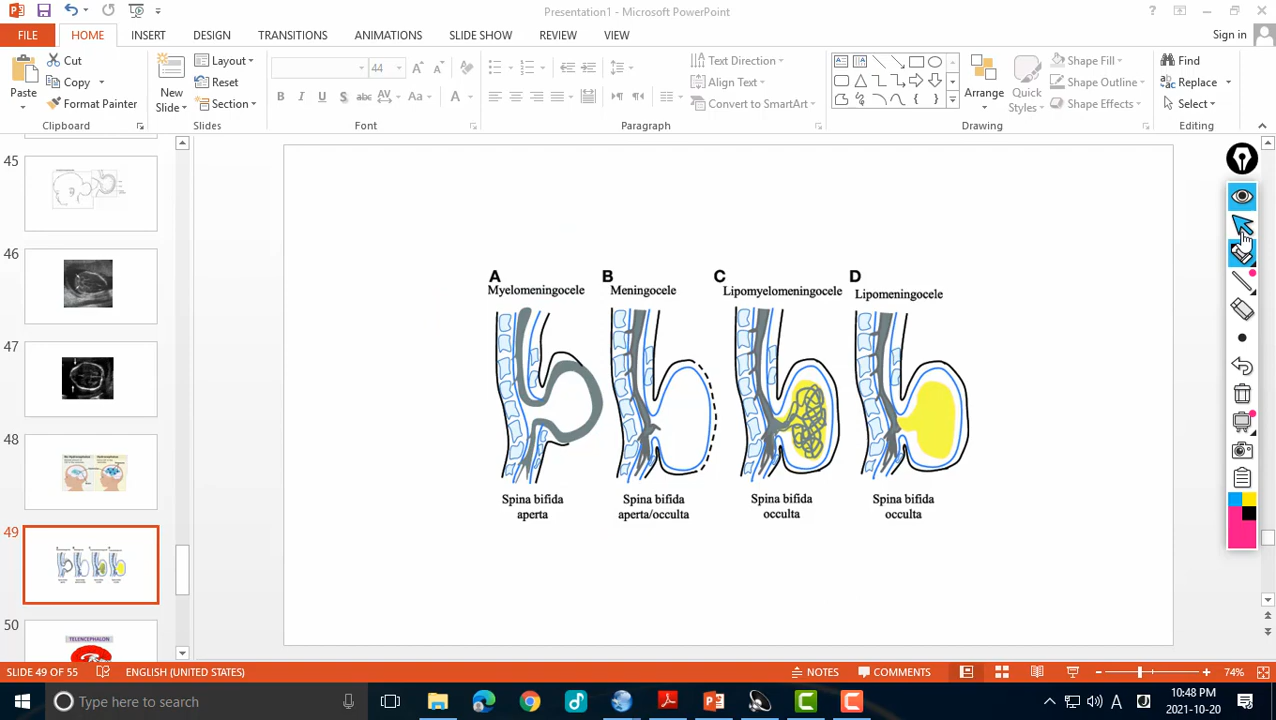 Presentation1 - Microsoft PowerPoint
Sign in
FILE HOME INSERT DESIGN TRANSITIONS ANIMATIONS SLIDE SHOW REVIEW VIEW
Paste
Cut
Copy
Format Painter
Clipboard
New
Slide
Layout
Reset
Section
Slides
44
B I U S abc AV Aa A
Font
Text Direction
Align Text
Convert to SmartArt
Paragraph
Arrange
Quick
Styles
Shape Fill
Shape Outline
Shape Effects
Drawing
Find
Replace
Select
Editing
45
46
47
48
49
50
TELENCEPHALON
A
Myelomeningocele
Spina bifida
aperta
B
Meningocele
Spina bifida
aperta/occulta
C
Lipomyelomeningocele
Spina bifida
occulta
D
Lipomeningocele
Spina bifida
occulta
SLIDE 49 OF 55 ENGLISH (UNITED STATES) NOTES COMMENTS 74%
Type here to search
10:48 PM
2021-10-20